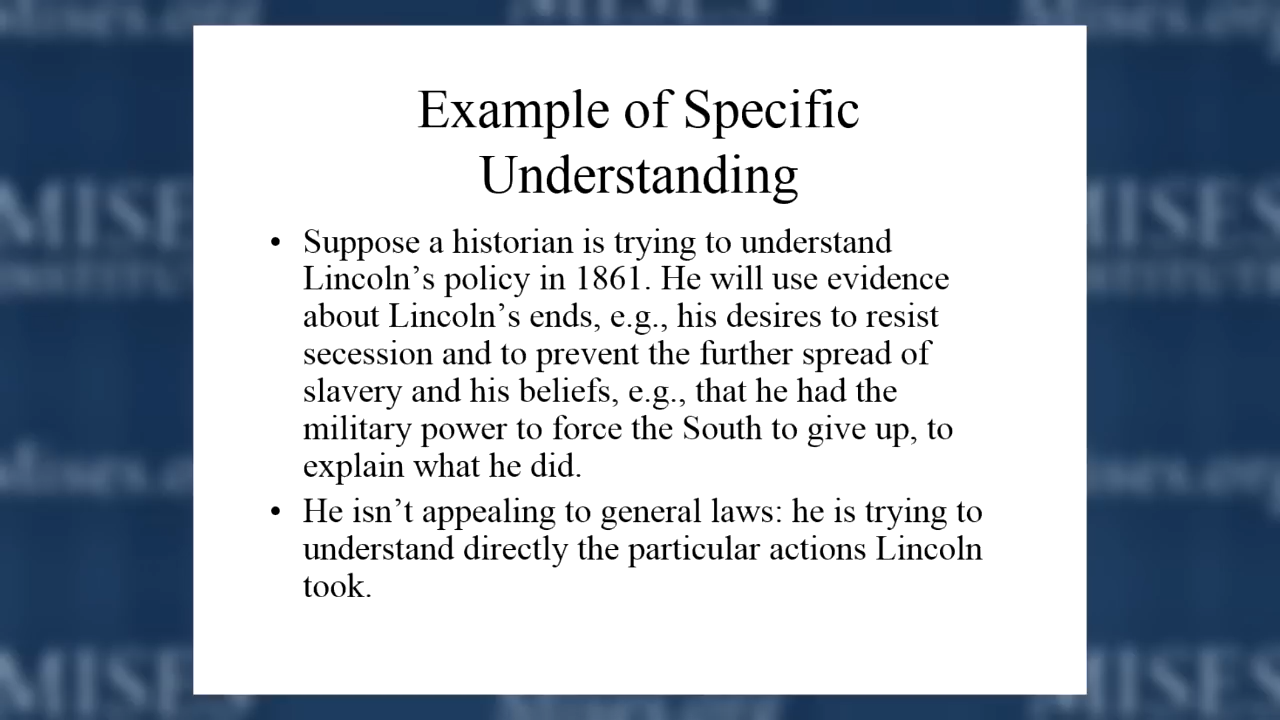 Example of Specific
Understanding
• Suppose a historian is trying to understand
Lincoln’s policy in 1861. He will use evidence
about Lincoln’s ends, e.g., his desires to resist
secession and to prevent the further spread of
slavery and his beliefs, e.g., that he had the
military power to force the South to give up, to
explain what he did.
• He isn’t appealing to general laws: he is trying to
understand directly the particular actions Lincoln
took.